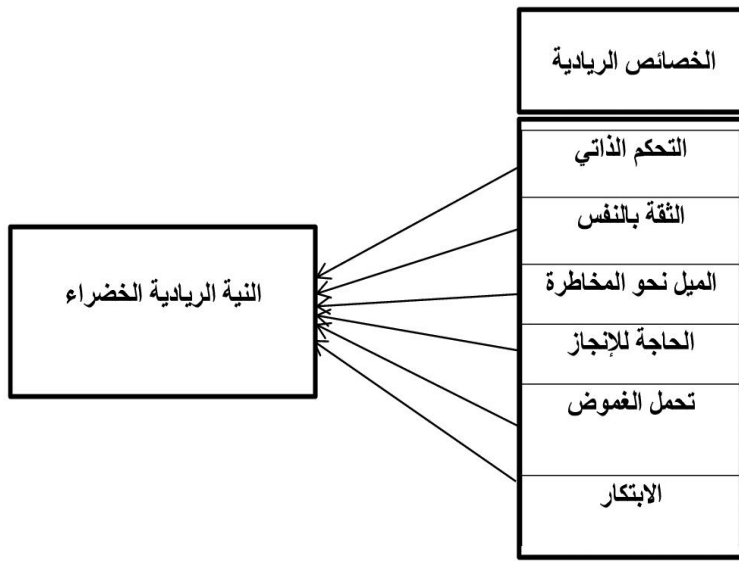 الخصائص الريادية
التحكم الذاتي
الثقة بالنفس
الميل نحو المخاطرة
الحاجة للإنجاز
تحمل الغموض
الابتكار
النية الريادية الخضراء